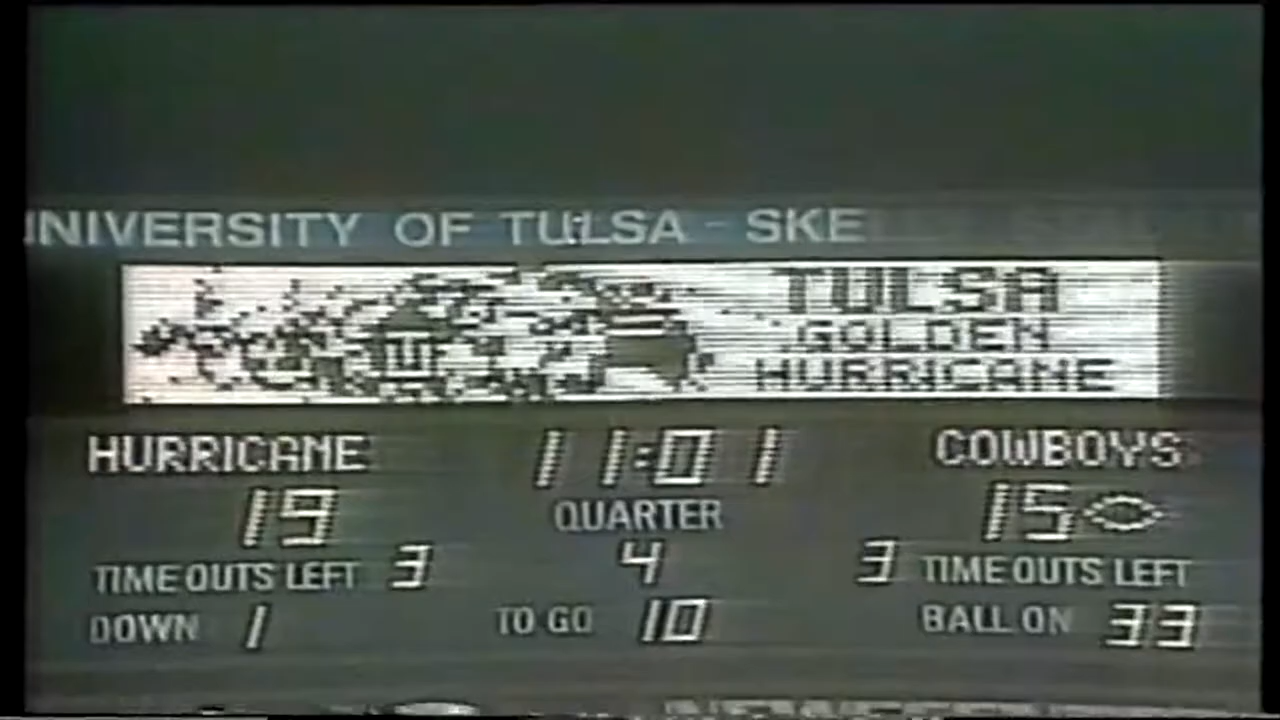 UNIVERSITY OF TULSA - SKE
TULSA
GOLDEN
HURRICANE
HURRICANE 11:01 COWBOYS
19 QUARTER 15
TIME OUTS LEFT 3 4 3 TIME OUTS LEFT
DOWN 1 TO GO 10 BALL ON 33